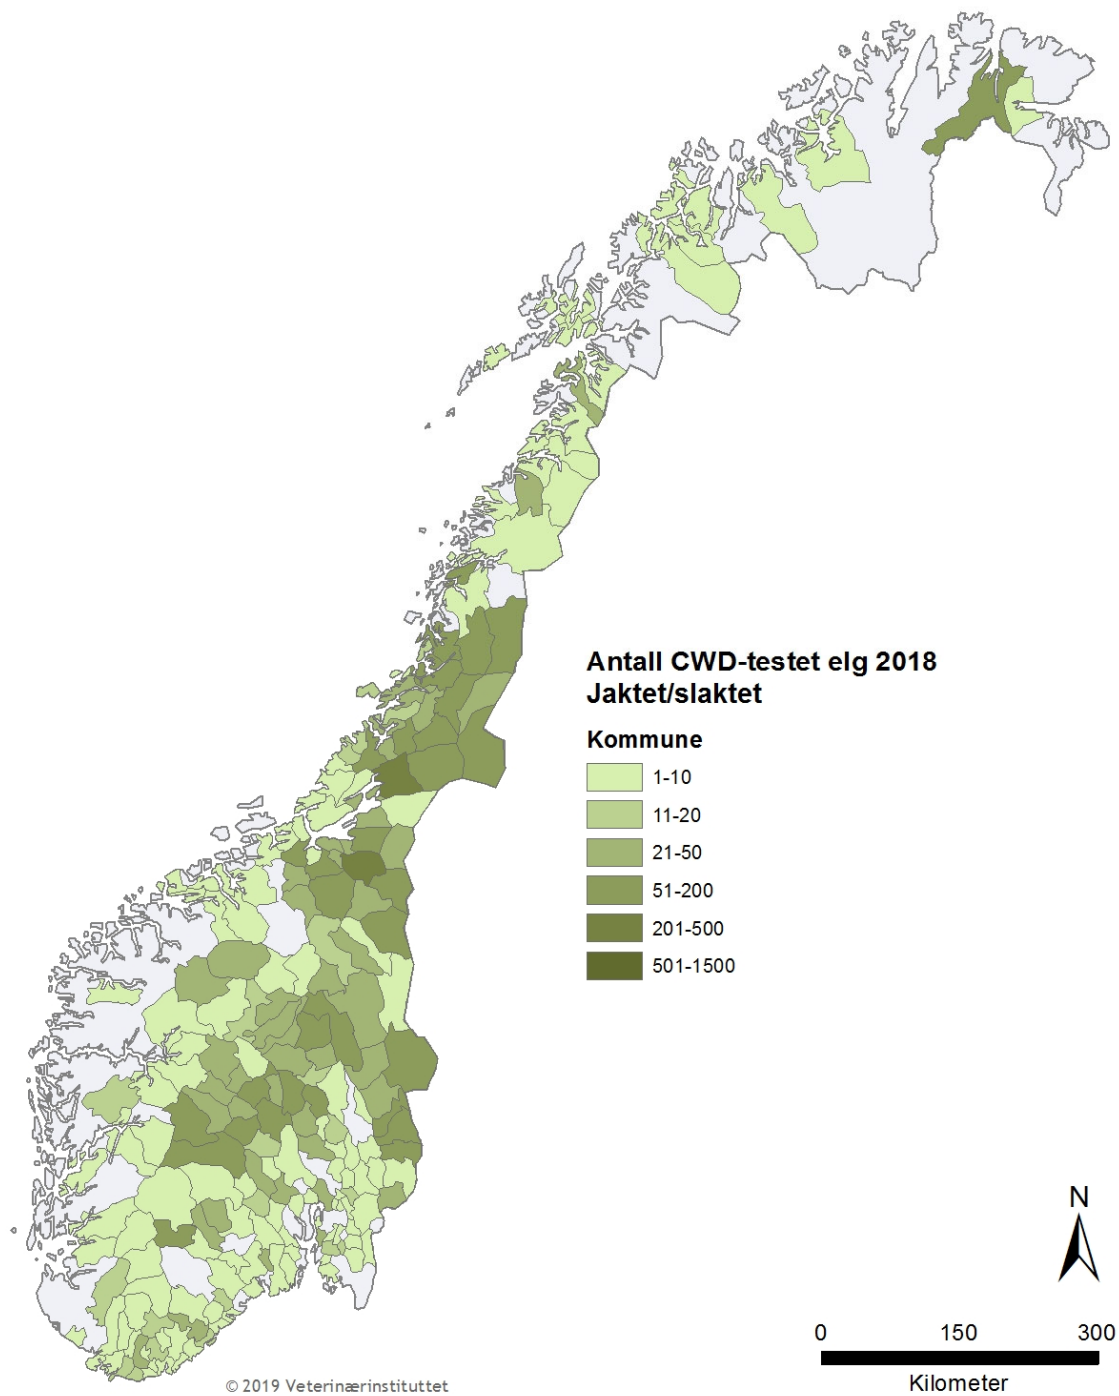 Antall CWD-testet elg 2018
Jaktet/slaktet
Kommune
1-10
11-20
21-50
51-200
201-500
501-1500
N
0 150 300
Kilometer
© 2019 Veterinærinstituttet